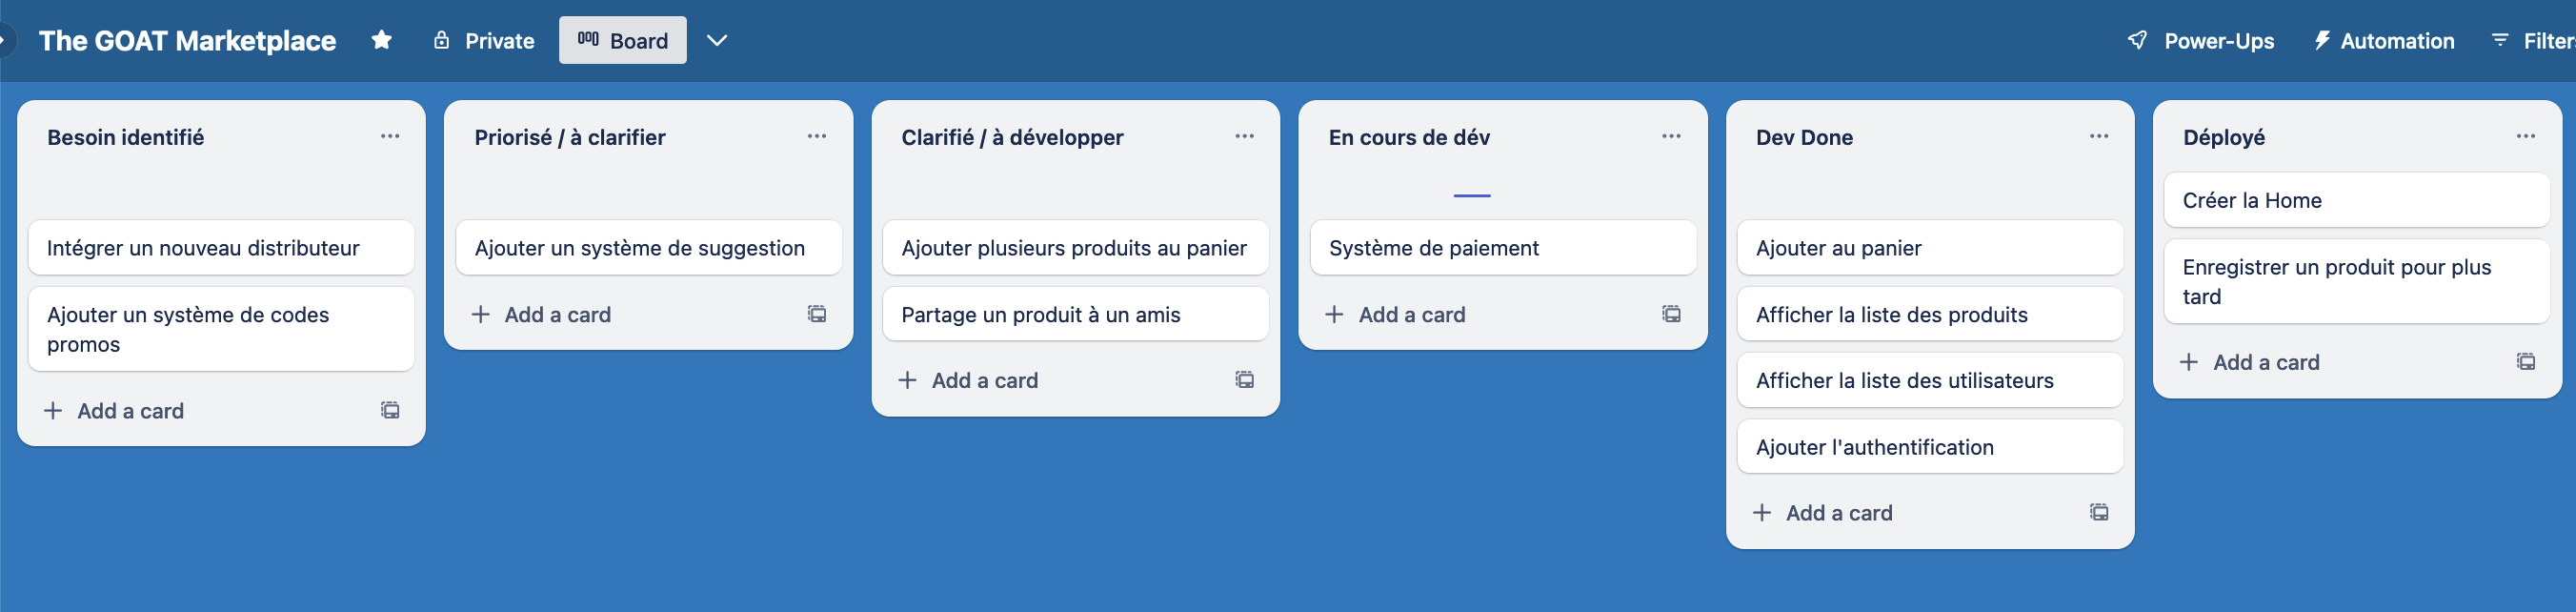 The GOAT Marketplace
Private
Board
Power-Ups
Automation
Filter
Besoin identifié
Intégrer un nouveau distributeur
Ajouter un système de codes
promos
Add a card
Priorisé / à clarifier
Ajouter un système de suggestion
Add a card
Clarifié / à développer
Ajouter plusieurs produits au panier
Partage un produit à un amis
Add a card
En cours de dév
Système de paiement
Add a card
Dev Done
Ajouter au panier
Afficher la liste des produits
Afficher la liste des utilisateurs
Ajouter l'authentification
Add a card
Déployé
Créer la Home
Enregistrer un produit pour plus
tard
Add a card